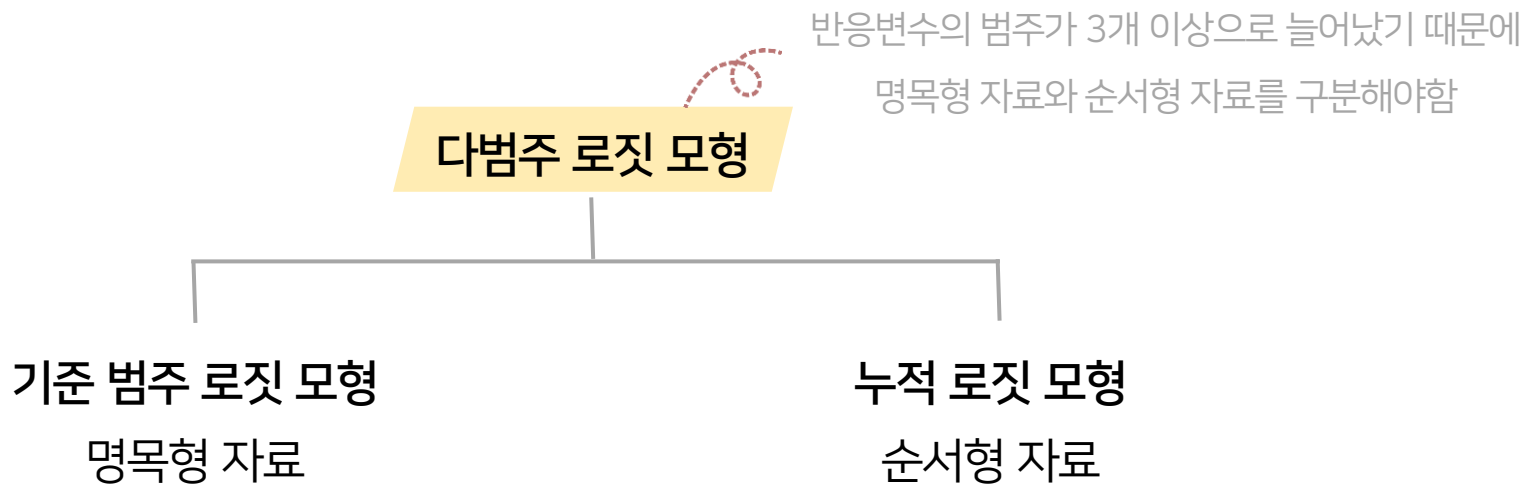 반응변수의 범주가 3개 이상으로 늘어났기 때문에
명목형 자료와 순서형 자료를 구분해야함
다범주 로짓 모형
기준 범주 로짓 모형
명목형 자료
누적 로짓 모형
순서형 자료